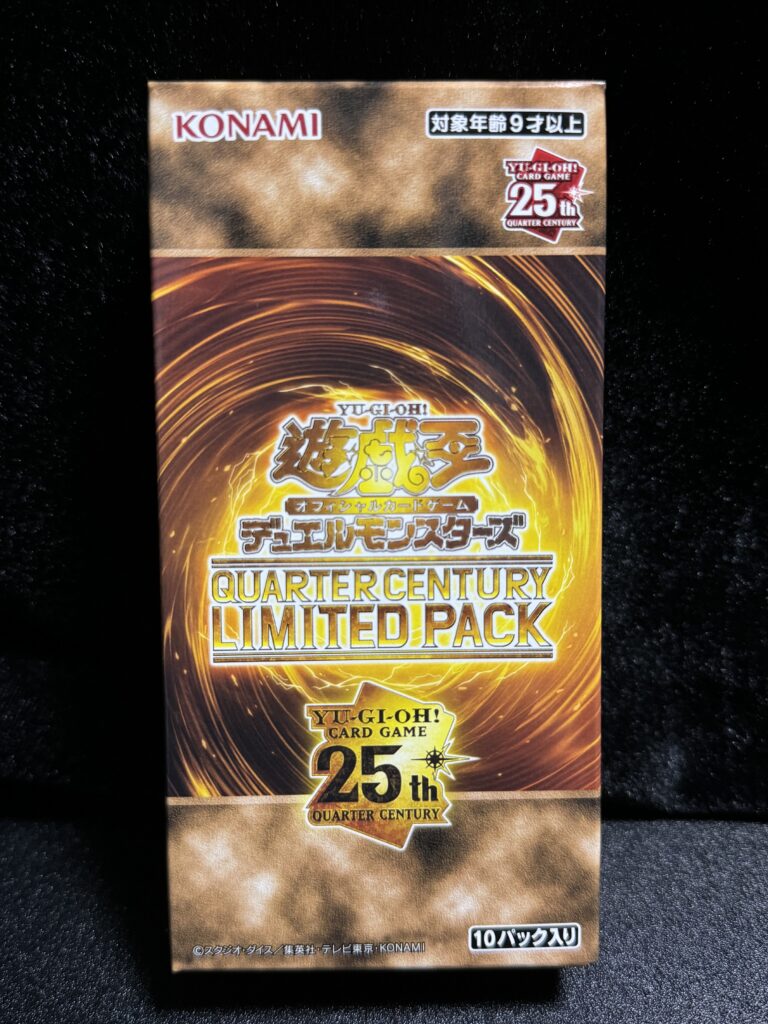 KONAMI
対象年齢9才以上
YU-GI-OH!
CARD GAME
25th
QUARTER CENTURY
YU-GI-OH!
遊戯王
オフィシャルカードゲーム
デュエルモンスターズ
QUARTER CENTURY
LIMITED PACK
YU-GI-OH!
CARD GAME
25th
QUARTER CENTURY
©スタジオ・ダイス/集英社・テレビ東京・KONAMI
10パック入り